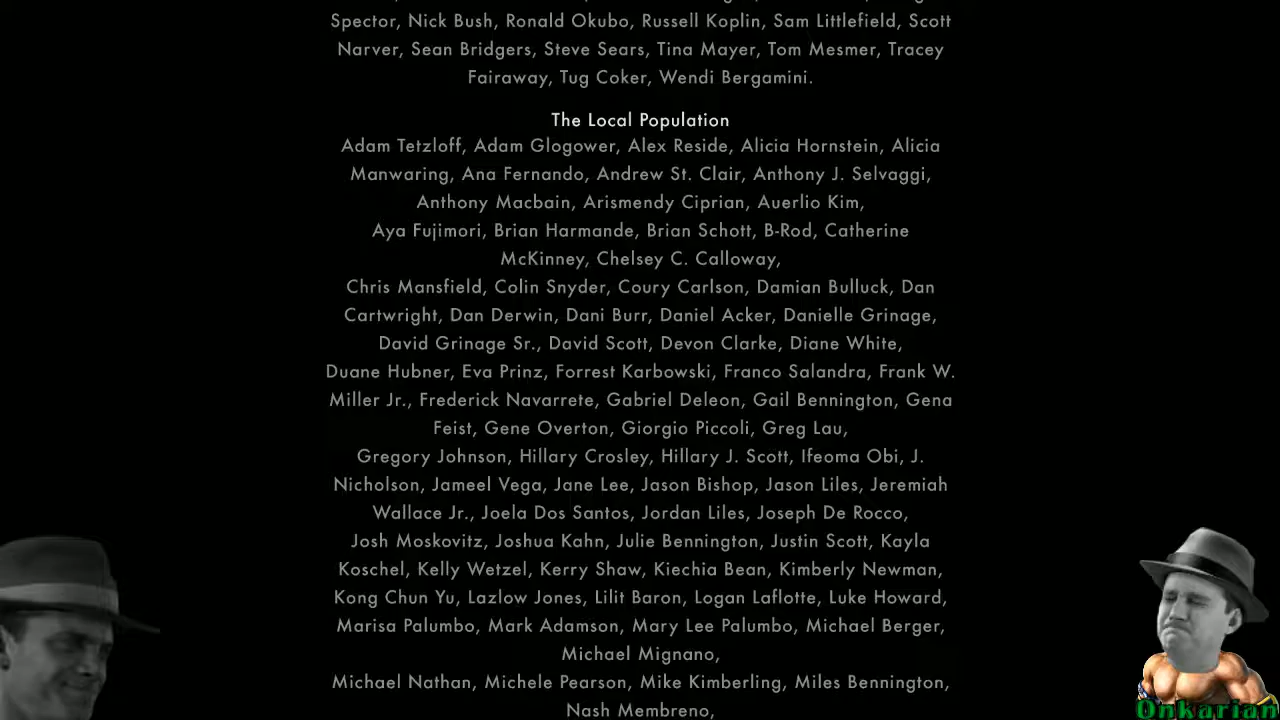 Spector, Nick Bush, Ronald Okubo, Russell Koplin, Sam Littlefield, Scott
Narver, Sean Bridgers, Steve Sears, Tina Mayer, Tom Mesmer, Tracey
Fairaway, Tug Coker, Wendi Bergamini.
The Local Population
Adam Tetzloff, Adam Glogower, Alex Reside, Alicia Hornstein, Alicia
Manwaring, Ana Fernando, Andrew St. Clair, Anthony J. Selvaggi,
Anthony Macbain, Arismendy Ciprian, Auerlio Kim,
Aya Fujimori, Brian Harmande, Brian Schott, B-Rod, Catherine
McKinney, Chelsey C. Calloway,
Chris Mansfield, Colin Snyder, Coury Carlson, Damian Bulluck, Dan
Cartwright, Dan Derwin, Dani Burr, Daniel Acker, Danielle Grinage,
David Grinage Sr., David Scott, Devon Clarke, Diane White,
Duane Hubner, Eva Prinz, Forrest Karbowski, Franco Salandra, Frank W.
Miller Jr., Frederick Navarrete, Gabriel Deleon, Gail Bennington, Gena
Feist, Gene Overton, Giorgio Piccoli, Greg Lau,
Gregory Johnson, Hillary Crosley, Hillary J. Scott, Ifeoma Obi, J.
Nicholson, Jameel Vega, Jane Lee, Jason Bishop, Jason Liles, Jeremiah
Wallace Jr., Joela Dos Santos, Jordan Liles, Joseph De Rocco,
Josh Moskovitz, Joshua Kahn, Julie Bennington, Justin Scott, Kayla
Koschel, Kelly Wetzel, Kerry Shaw, Kiechia Bean, Kimberly Newman,
Kong Chun Yu, Lazlow Jones, Lilit Baron, Logan Laflotte, Luke Howard,
Marisa Palumbo, Mark Adamson, Mary Lee Palumbo, Michael Berger,
Michael Mignano,
Michael Nathan, Michele Pearson, Mike Kimberling, Miles Bennington,
Nash Membreno,
Onkarian